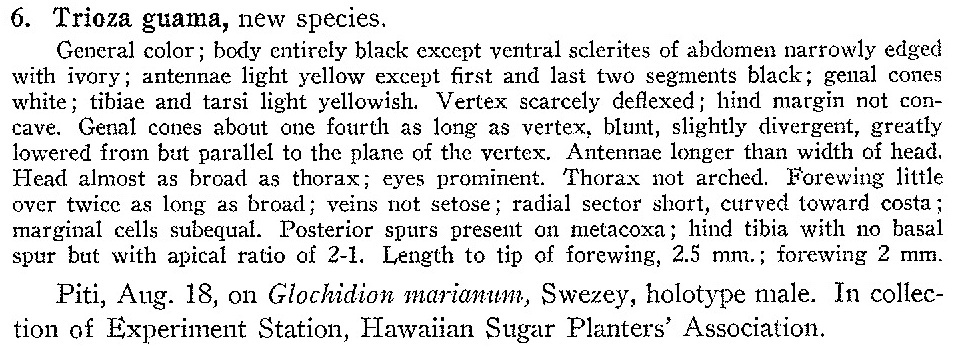 6. Trioza guama, new species.
General color; body entirely black except ventral sclerites of abdomen narrowly edged
with ivory; antennae light yellow except first and last two segments black; genal cones
white; tibiae and tarsi light yellowish. Vertex scarcely deflexed; hind margin not con-
cave. Genal cones about one fourth as long as vertex, blunt, slightly divergent, greatly
lowered from but parallel to the plane of the vertex. Antennae longer than width of head.
Head almost as broad as thorax; eyes prominent. Thorax not arched. Forewing little
over twice as long as broad; veins not setose; radial sector short, curved toward costa;
marginal cells subequal. Posterior spurs present on metacoxa; hind tibia with no basal
spur but with apical ratio of 2-1. Length to tip of forewing, 2.5 mm.; forewing 2 mm.
Piti, Aug. 18, on Glochidion marianum, Swezey, holotype male. In collec-
tion of Experiment Station, Hawaiian Sugar Planters' Association.